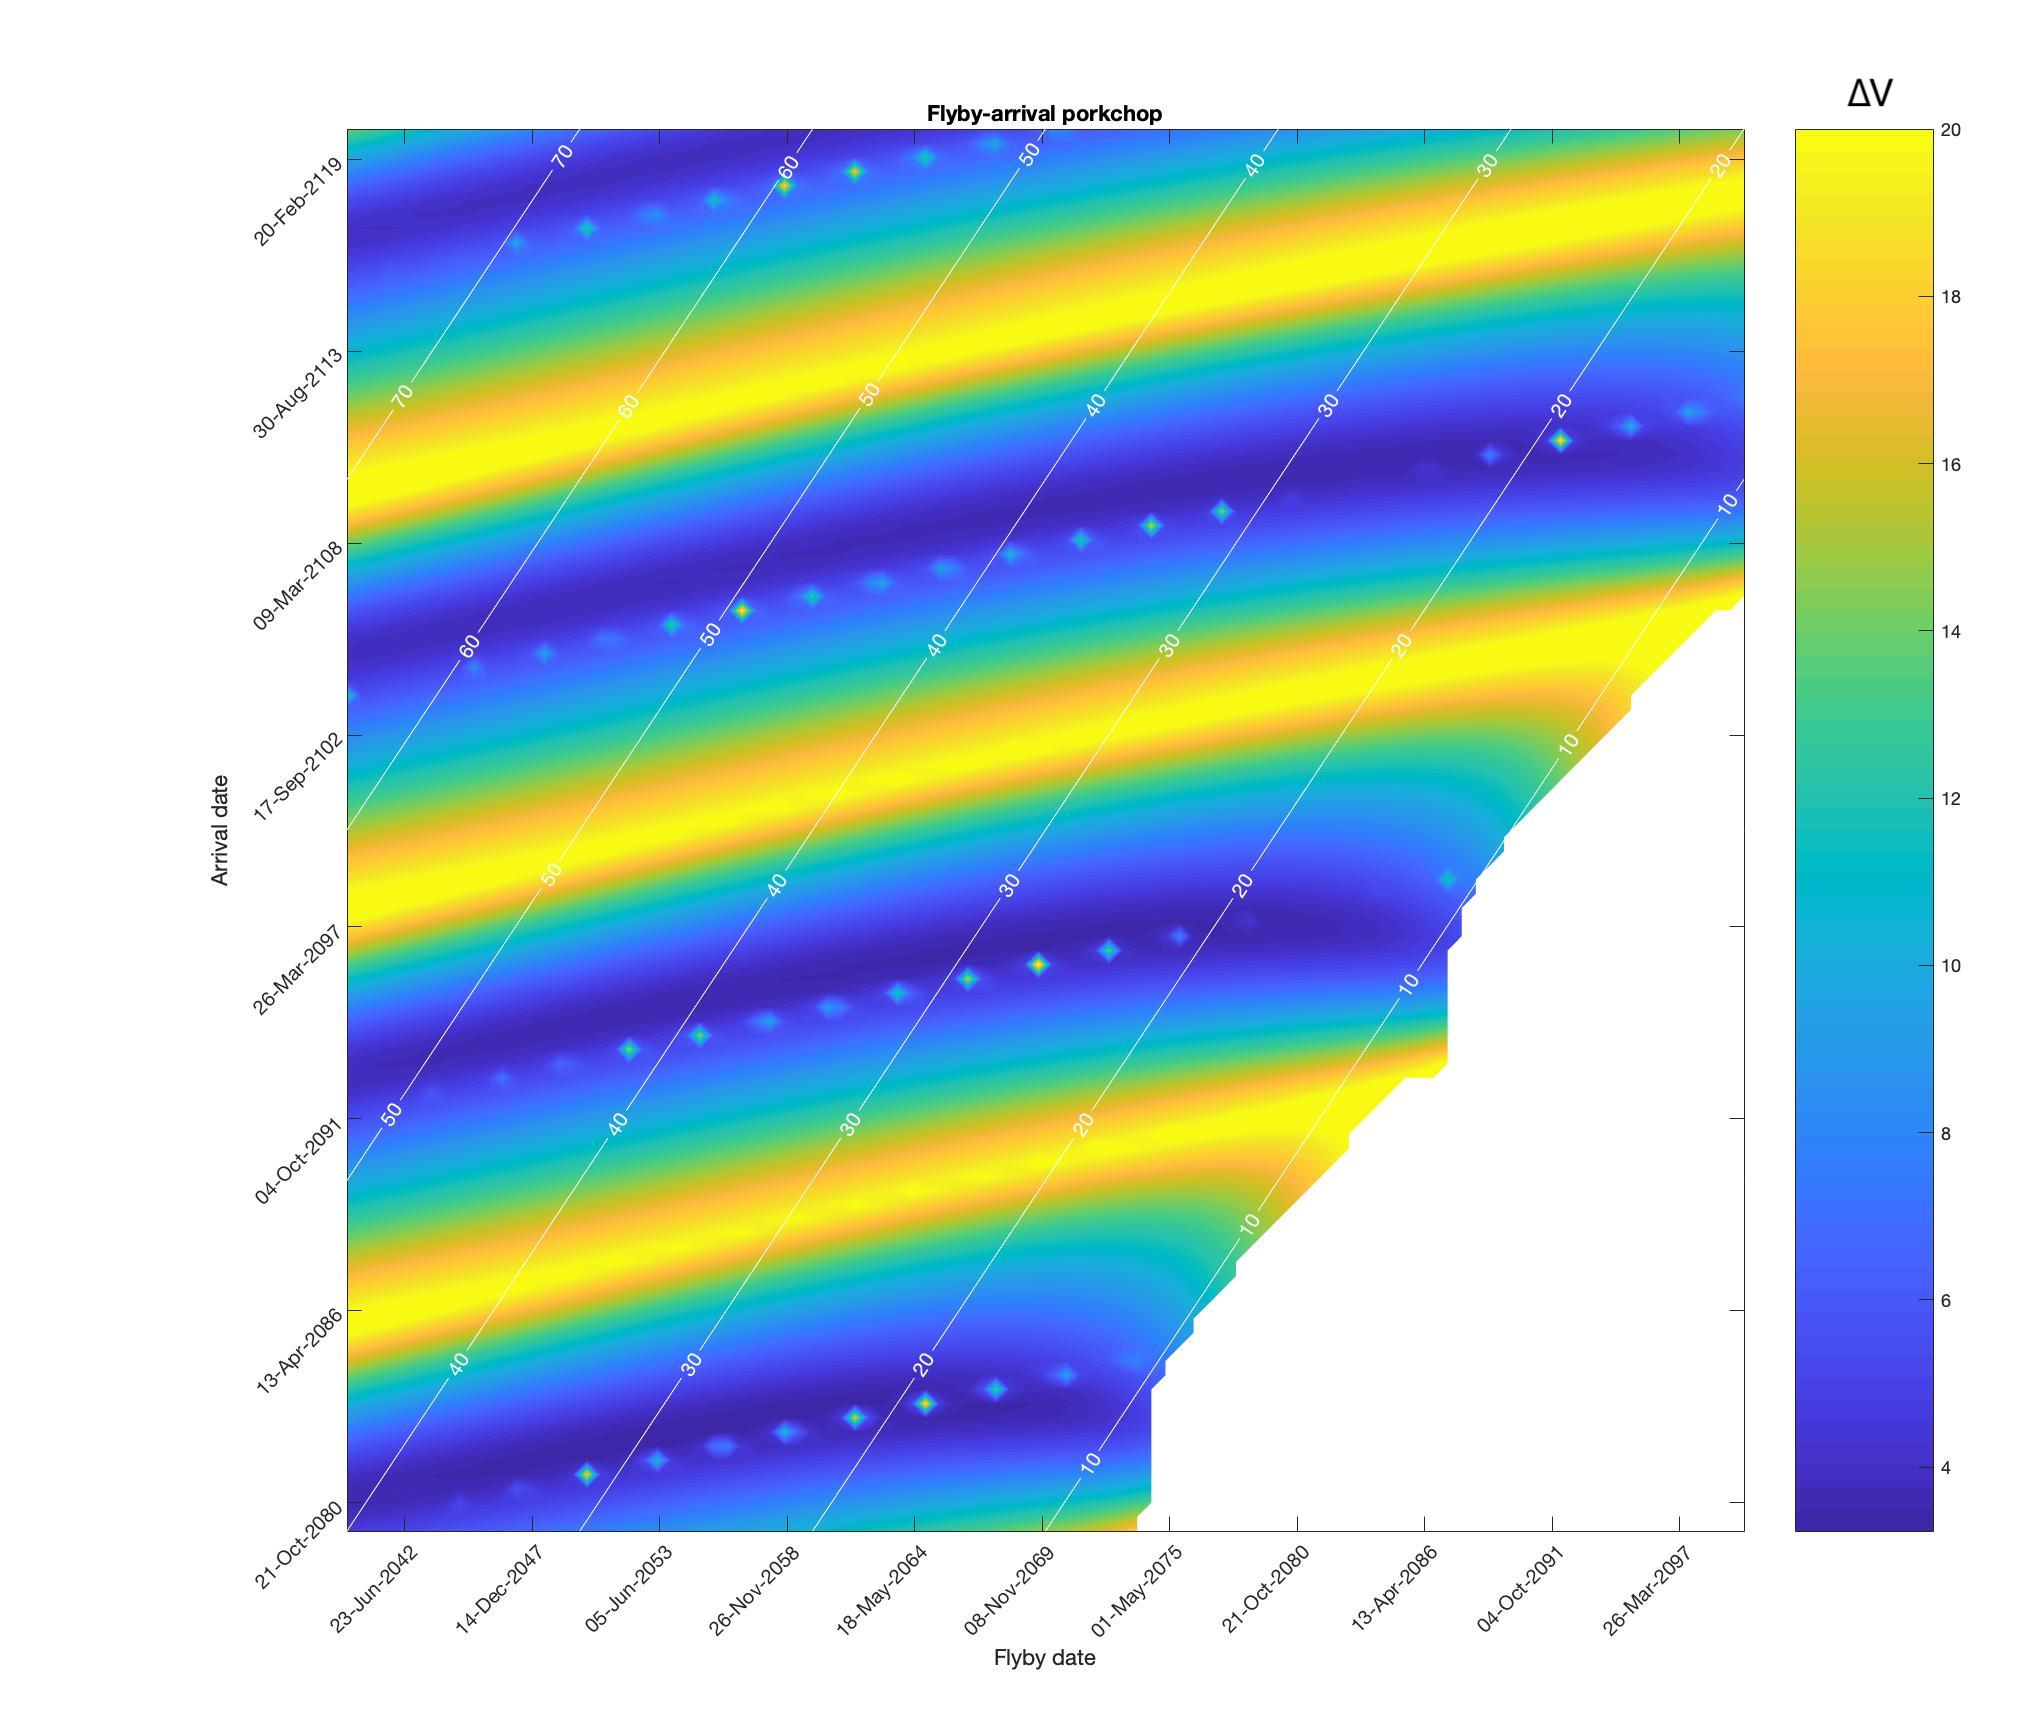 ΔV
Flyby-arrival porkchop
70
60
50
40
30
20
70
60
50
40
30
20
10
60
50
40
30
20
10
50
40
30
20
10
50
40
30
20
10
40
30
20
10
20-Feb-2119
30-Aug-2113
09-Mar-2108
17-Sep-2102
26-Mar-2097
04-Oct-2091
13-Apr-2086
21-Oct-2080
Arrival date
23-Jun-2042
14-Dec-2047
05-Jun-2053
26-Nov-2058
18-May-2064
08-Nov-2069
01-May-2075
21-Oct-2080
13-Apr-2086
04-Oct-2091
26-Mar-2097
Flyby date
20
18
16
14
12
10
8
6
4